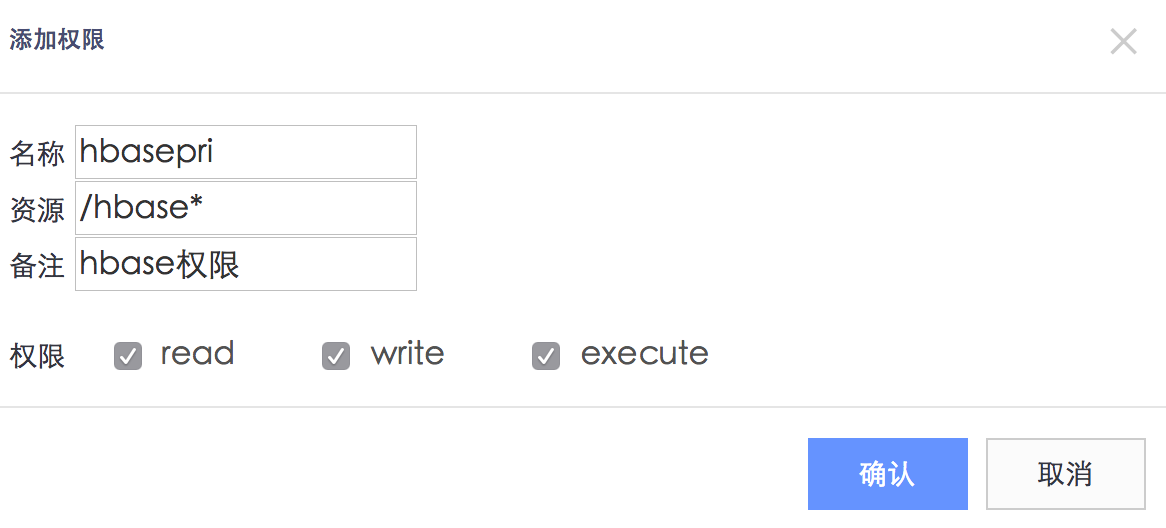 添加权限
名称 hbasepri
资源 /hbase*
备注 hbase权限
权限 read write execute
确认 取消